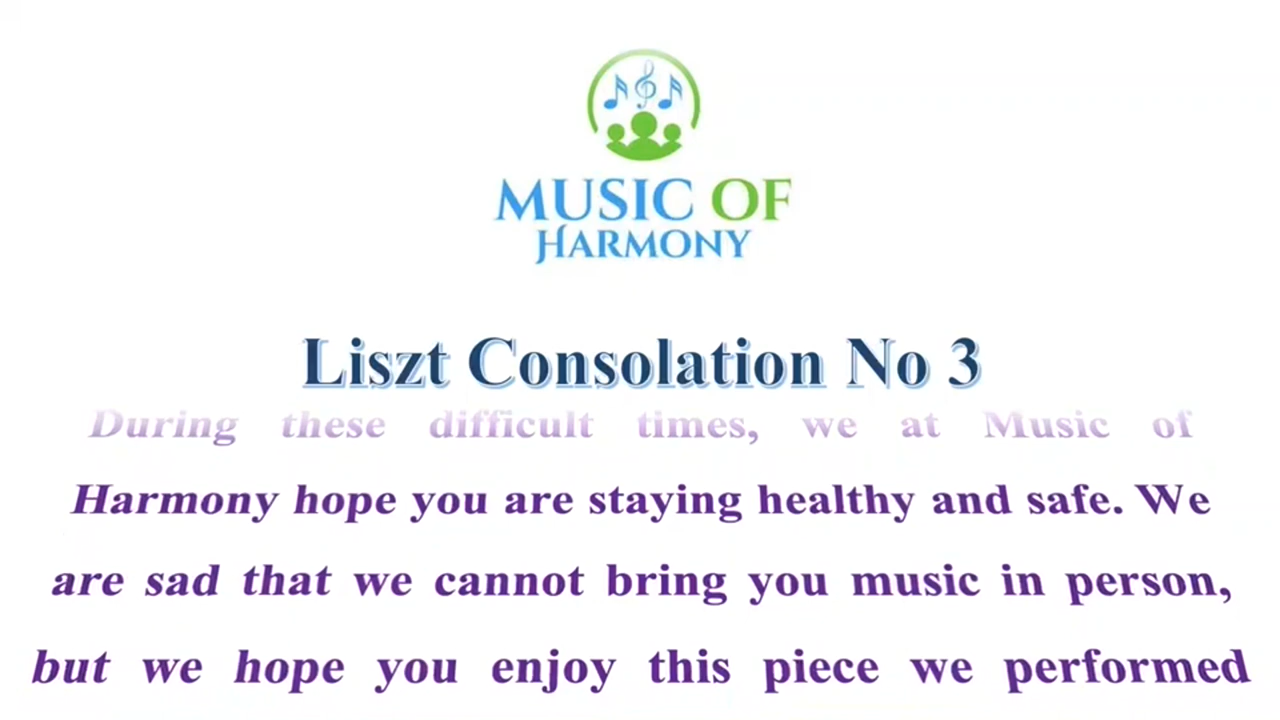 MUSIC OF
HARMONY
Liszt Consolation No 3
During these difficult times, we at Music of
Harmony hope you are staying healthy and safe. We
are sad that we cannot bring you music in person,
but we hope you enjoy this piece we performed